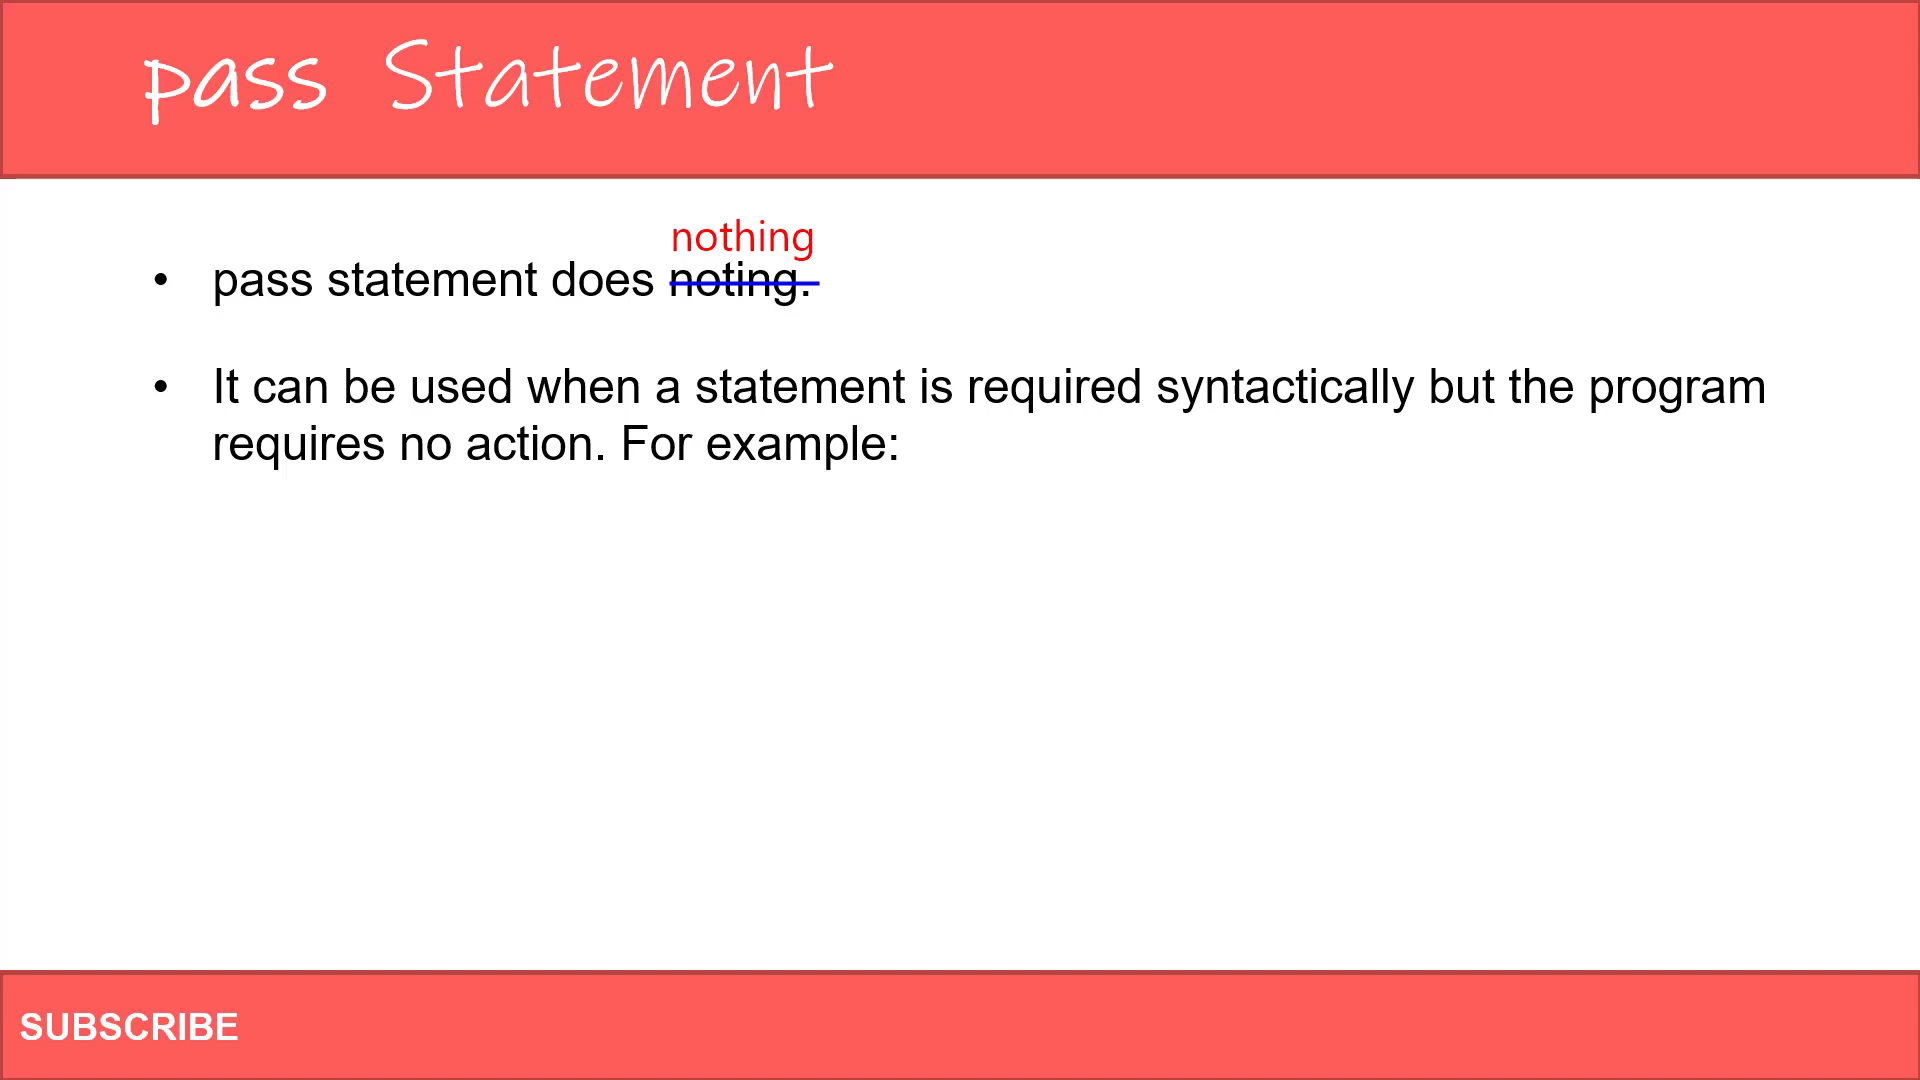 pass Statement
nothing
• pass statement does noting.
• It can be used when a statement is required syntactically but the program
requires no action. For example:
SUBSCRIBE